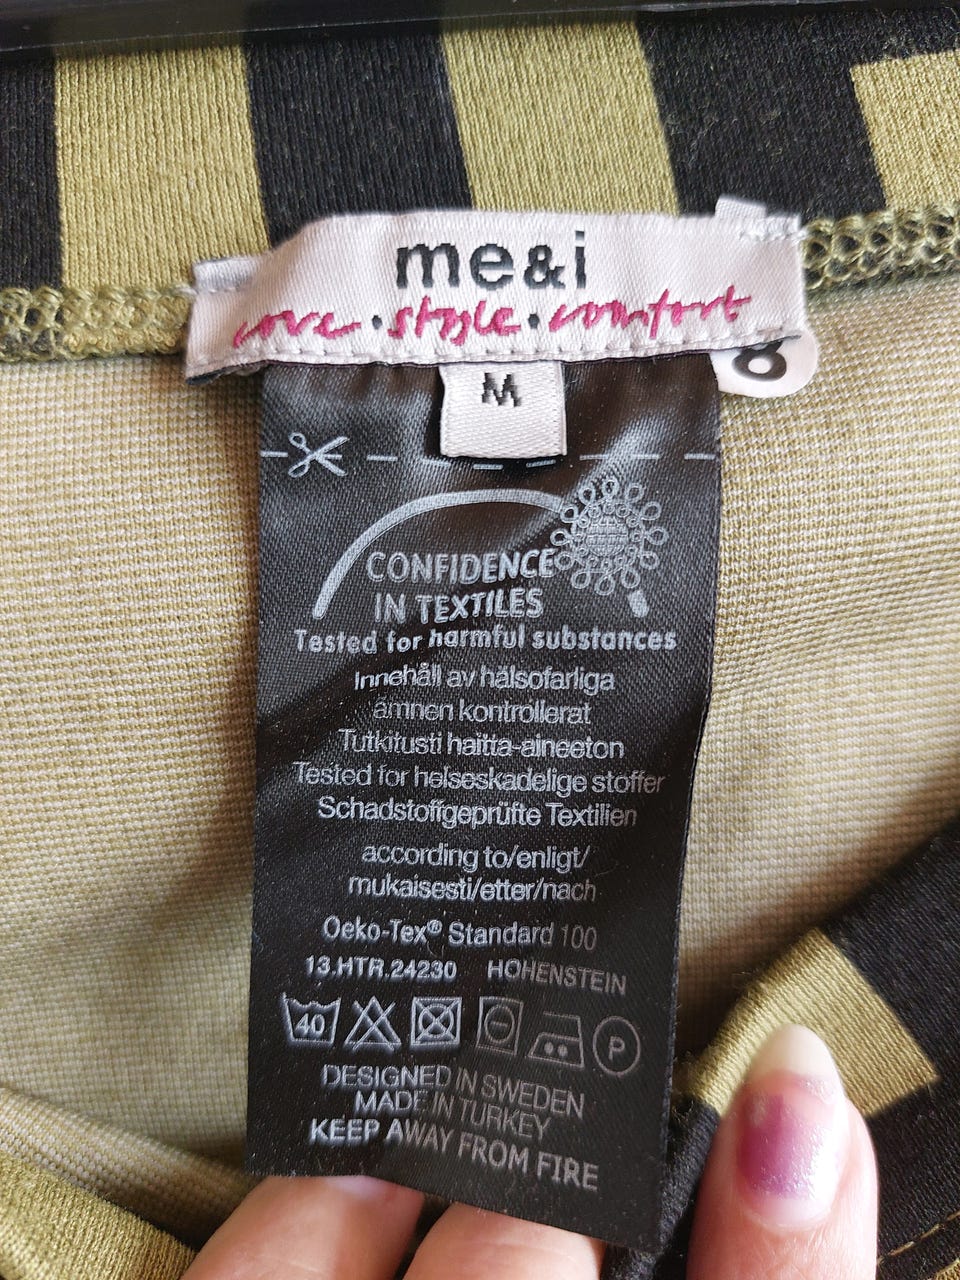 me&i
love · style · comfort
8
M
CONFIDENCE
IN TEXTILES
Tested for harmful substances
Innehåll av hälsofarliga
ämnen kontrollerat
Tutkitusti haitta-aineeton
Tested for helseskadelige stoffer
Schadstoffgeprüfte Textilien
according to/enligt/
mukaisesti/etter/nach
Oeko-Tex® Standard 100
13.HTR.24230 HOHENSTEIN
40 P
DESIGNED IN SWEDEN
MADE IN TURKEY
KEEP AWAY FROM FIRE